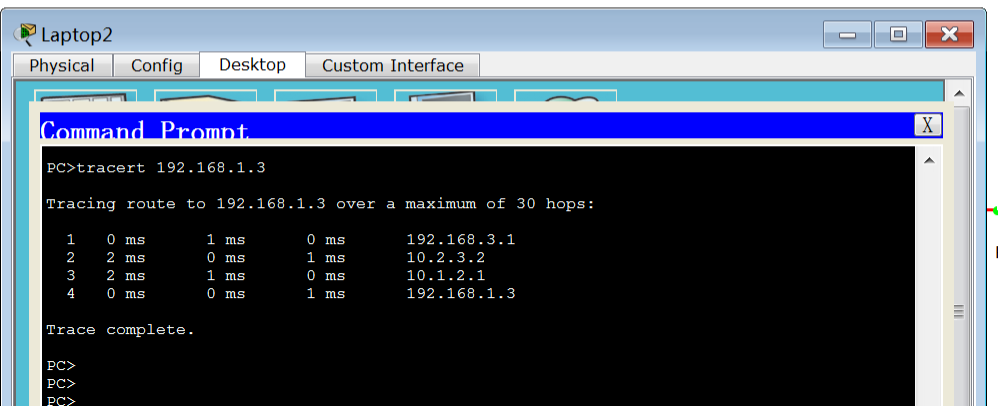 Laptop2
Physical Config Desktop Custom Interface
Command Prompt
X
PC>tracert 192.168.1.3
Tracing route to 192.168.1.3 over a maximum of 30 hops:
1 0 ms 1 ms 0 ms 192.168.3.1
2 2 ms 0 ms 1 ms 10.2.3.2
3 2 ms 1 ms 0 ms 10.1.2.1
4 0 ms 0 ms 1 ms 192.168.1.3
Trace complete.
PC>
PC>
PC>